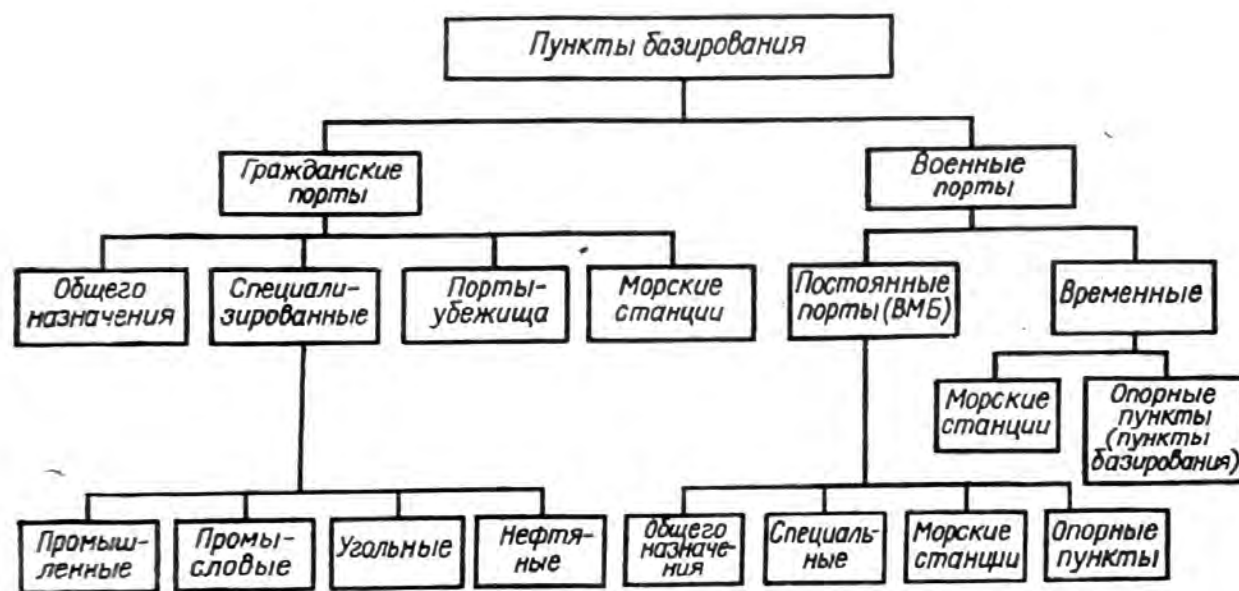 Пункты базирования
Гражданские
порты
Военные
порты
Общего
назначения
Специали-
зированные
Порты-
убежища
Морские
станции
Постоянные
порты (ВМБ)
Временные
Морские
станции
Опорные
пункты
(пункты
базирования)
Промыш-
ленные
Промы-
словые
Угольные
Нефтя-
ные
Общего
назначе-
ния
Специаль-
ные
Морские
станции
Опорные
пункты